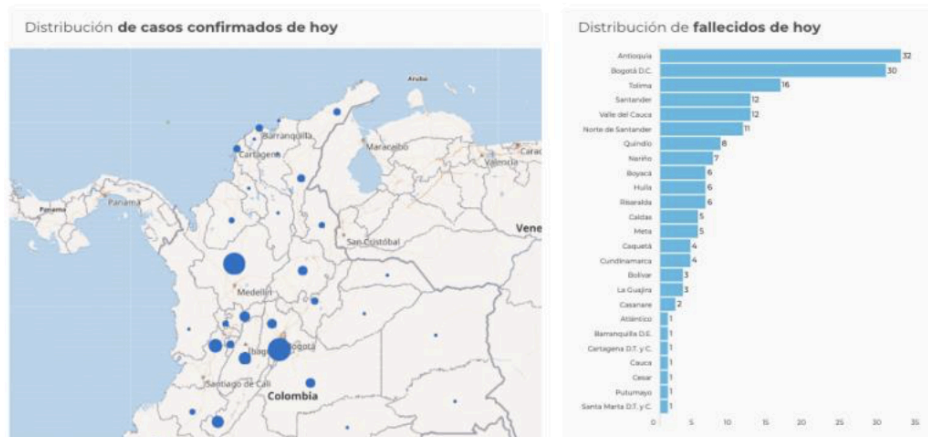 Distribución de casos confirmados de hoy
Aruba
Barranquilla
Cartagena
Maracaibo
Valencia
Carac
Panama
Panamá
San Cristóbal
Vene
Medellín
Ibag
Bogotá
Santiago de Cali
Colombia
Distribución de fallecidos de hoy
Antioquia 32
Bogotá D.C. 30
Tolima 16
Santander 12
Valle del Cauca 12
Norte de Santander 11
Quindío 8
Nariño 7
Boyacá 6
Huila 6
Risaralda 6
Caldas 5
Meta 5
Caquetá 4
Cundinamarca 4
Bolívar 3
La Guajira 3
Casanare 2
Atlántico 1
Barranquilla D.E. 1
Cartagena D.T. y C. 1
Cauca 1
Cesar 1
Putumayo 1
Santa Marta D.T. y C. 1
0 5 10 15 20 25 30 35